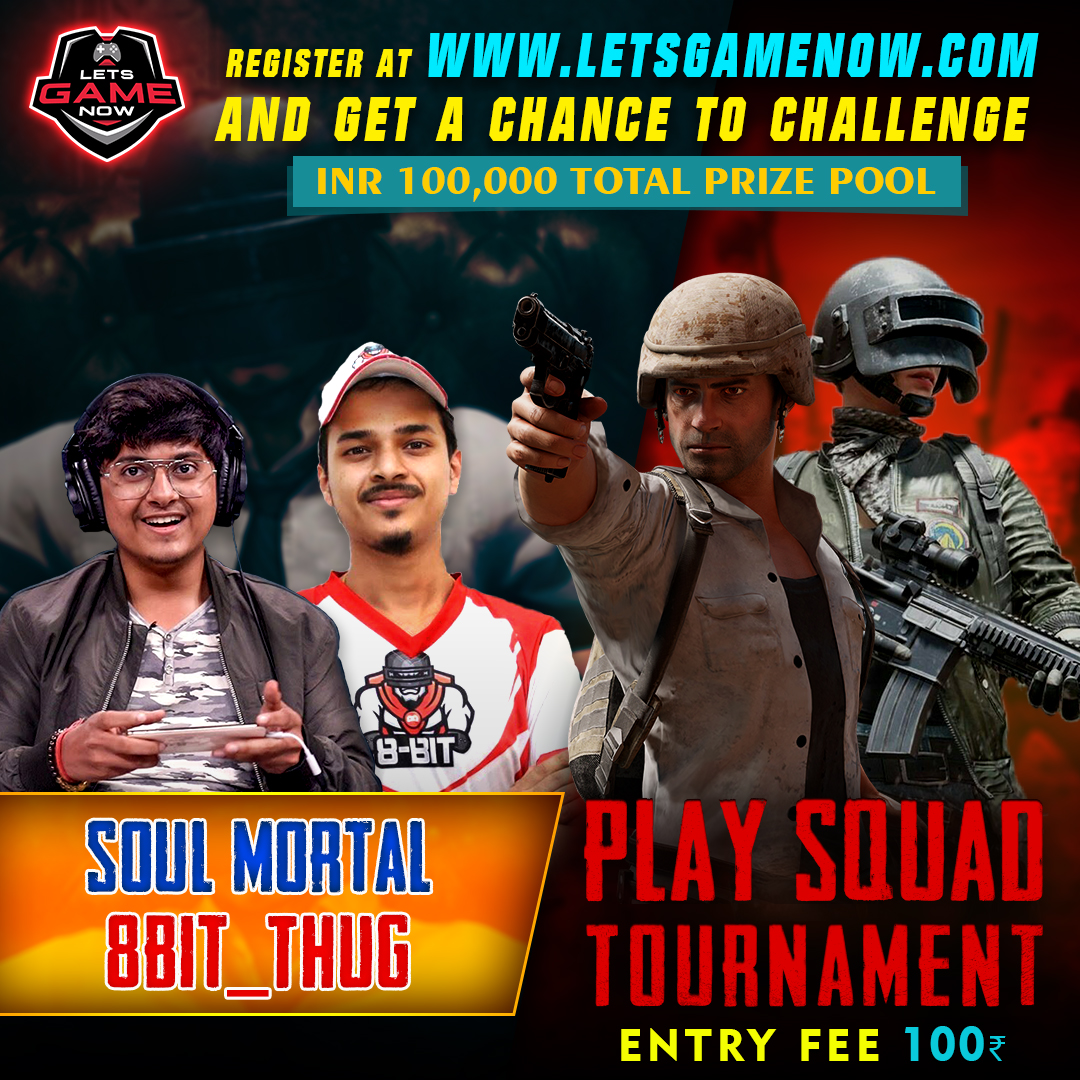 LETS
GAME
NOW
REGISTER AT WWW.LETSGAMENOW.COM
AND GET A CHANCE TO CHALLENGE
INR 100,000 TOTAL PRIZE POOL
8-BIT
SOUL MORTAL
8BIT_THUG
PLAY SQUAD
TOURNAMENT
ENTRY FEE 100₹